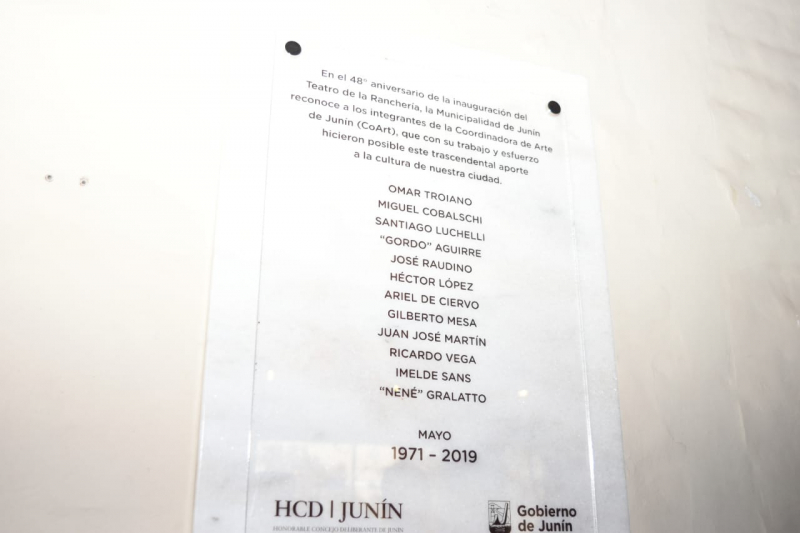 En el 48° aniversario de la inauguración del
Teatro de la Ranchería, la Municipalidad de Junín
reconoce a los integrantes de la Coordinadora de Arte
de Junín (CoArt), que con su trabajo y esfuerzo
hicieron posible este trascendental aporte
a la cultura de nuestra ciudad.
OMAR TROIANO
MIGUEL COBALSCHI
SANTIAGO LUCHELLI
“GORDO” AGUIRRE
JOSÉ RAUDINO
HÉCTOR LÓPEZ
ARIEL DE CIERVO
GILBERTO MESA
JUAN JOSÉ MARTÍN
RICARDO VEGA
IMELDE SANS
“NENÉ” GRALATTO
MAYO
1971 – 2019
HCD | JUNÍN
HONORABLE CONCEJO DELIBERANTE DE JUNÍN
Gobierno
de Junín